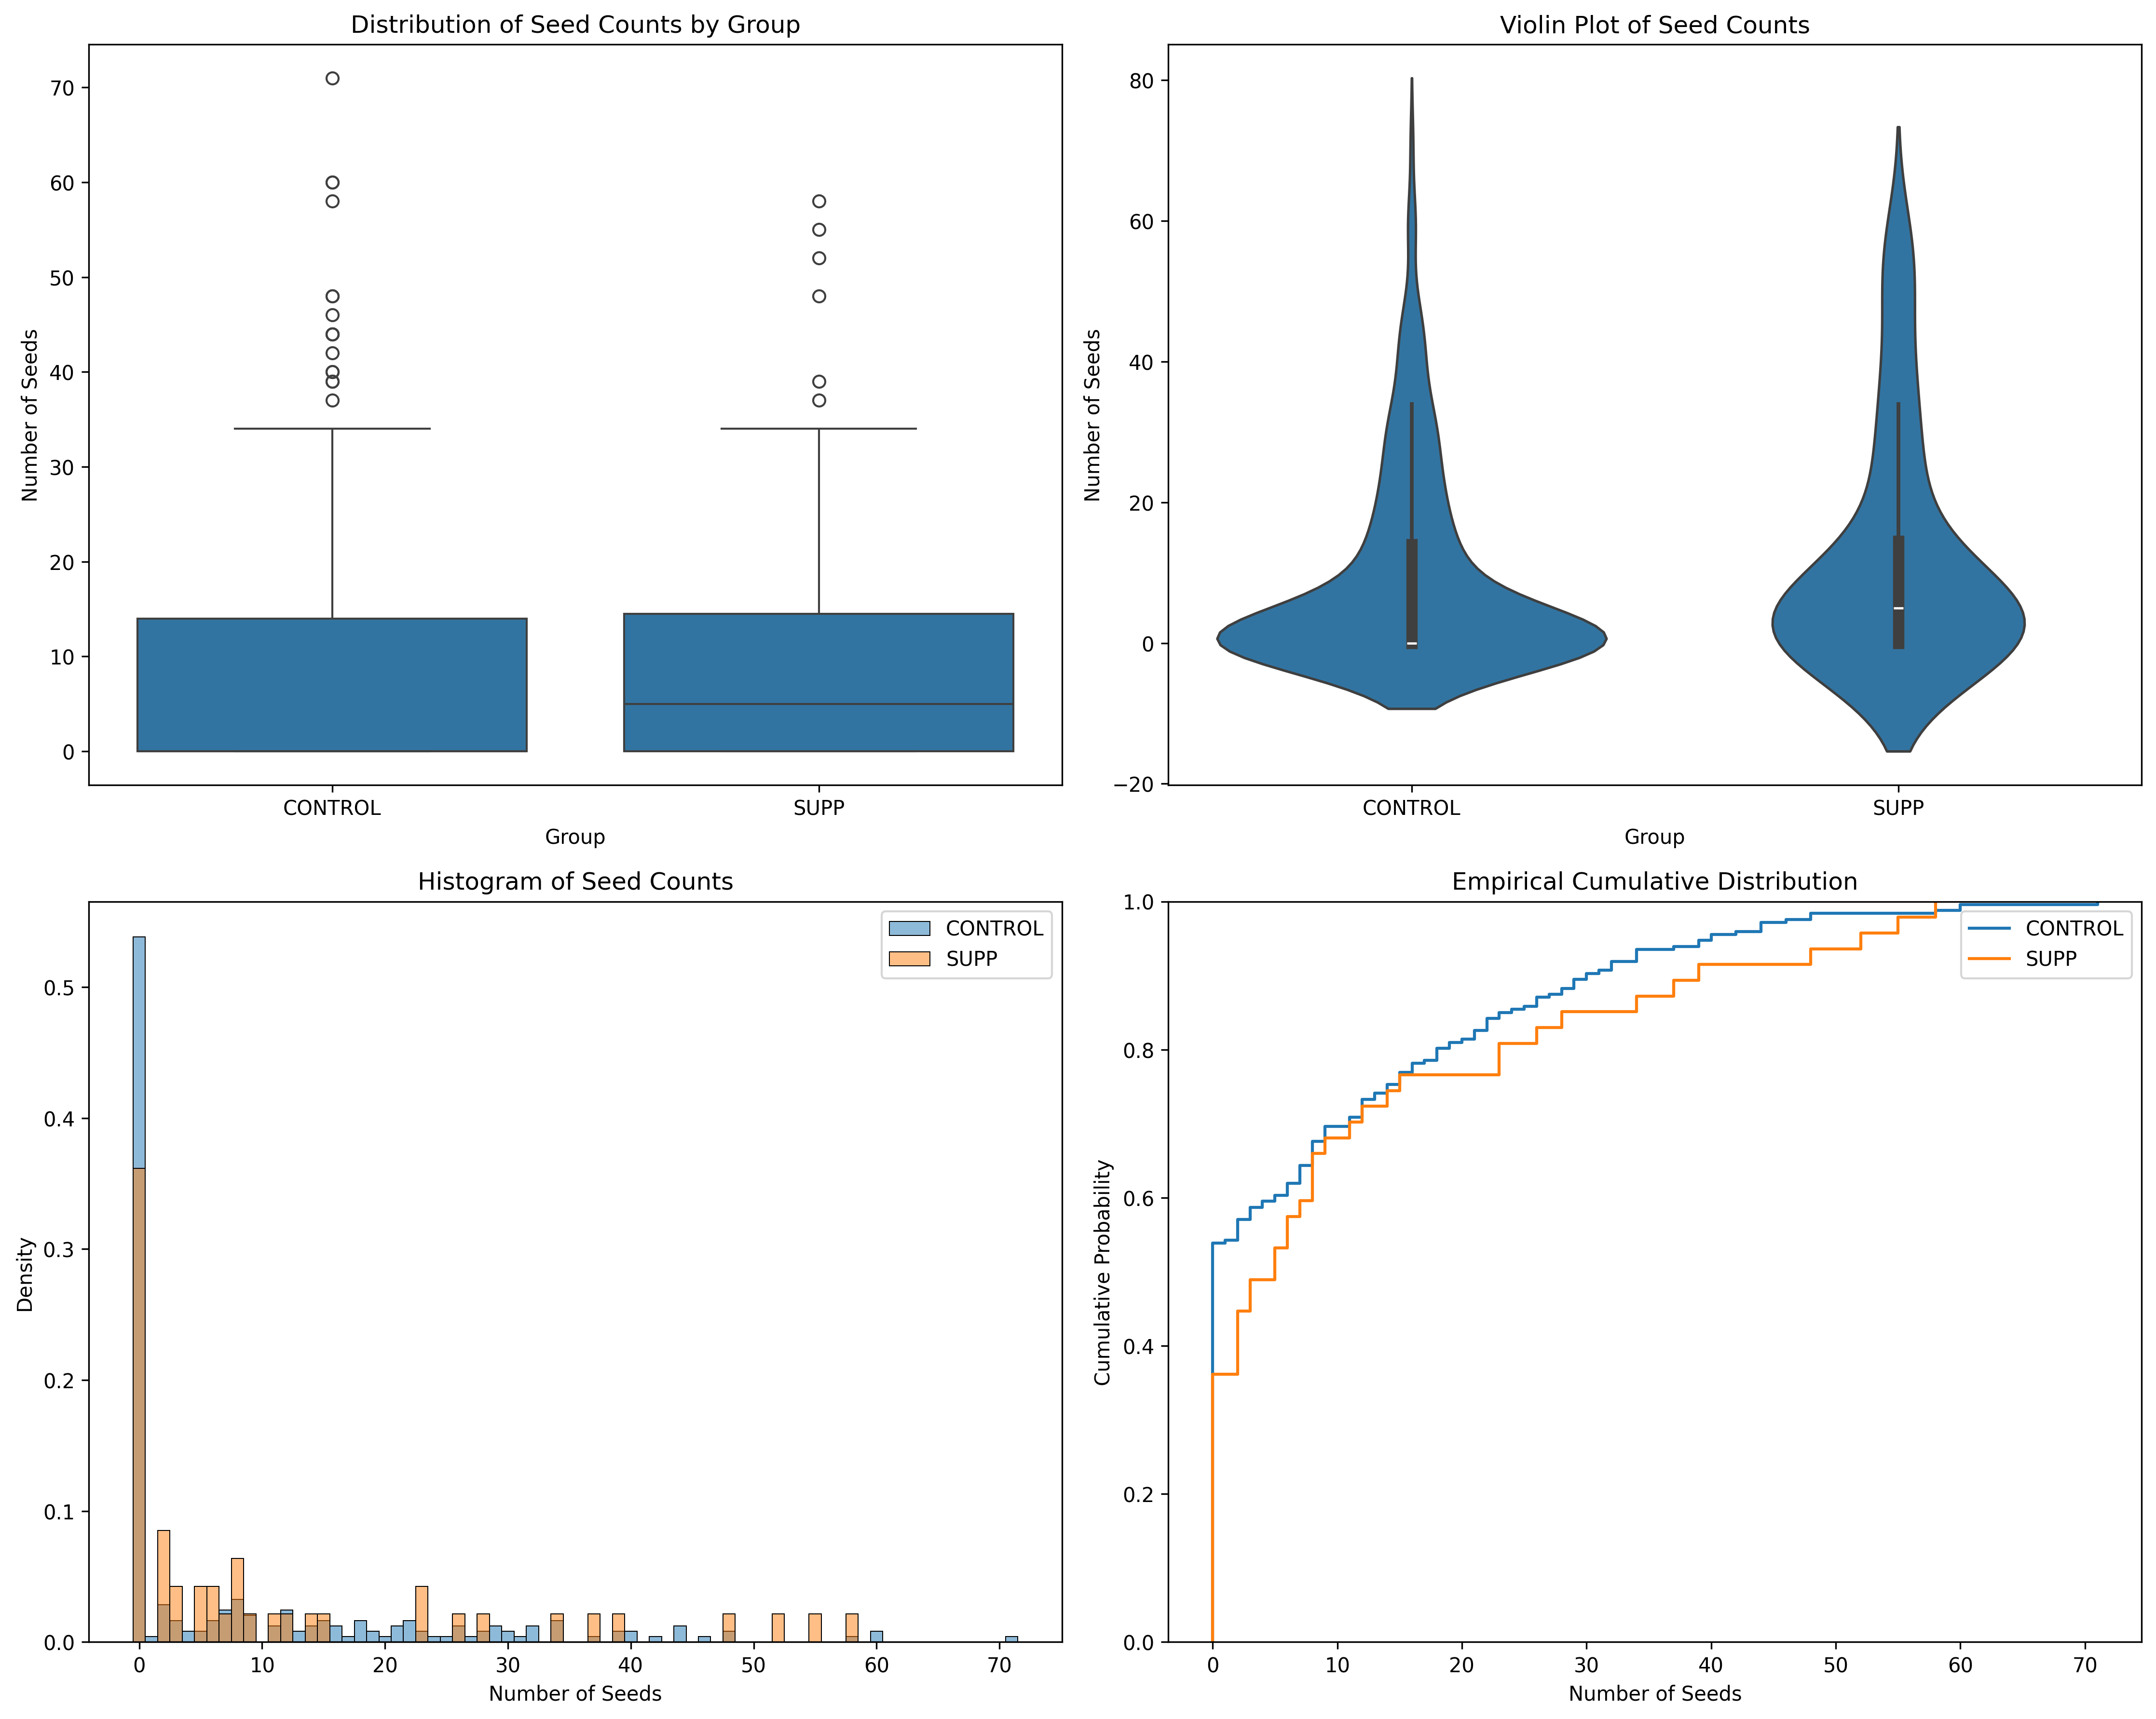 Distribution of Seed Counts by Group
70
60
50
40
30
20
10
0
Number of Seeds
CONTROL SUPP
Group
Violin Plot of Seed Counts
80
60
40
20
0
−20
Number of Seeds
CONTROL SUPP
Group
Histogram of Seed Counts
CONTROL
SUPP
0.5
0.4
0.3
0.2
0.1
0.0
Density
0 10 20 30 40 50 60 70
Number of Seeds
Empirical Cumulative Distribution
CONTROL
SUPP
1.0
0.8
0.6
0.4
0.2
0.0
Cumulative Probability
0 10 20 30 40 50 60 70
Number of Seeds